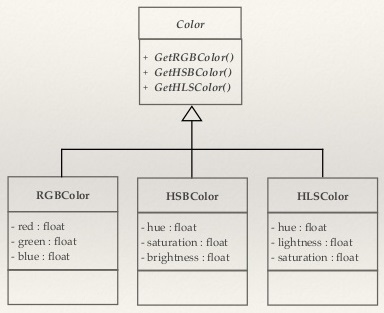 Color
+ GetRGBColor()
+ GetHSBColor()
+ GetHLSColor()
RGBColor
- red : float
- green : float
- blue : float
HSBColor
- hue : float
- saturation : float
- brightness : float
HLSColor
- hue : float
- lightness : float
- saturation : float